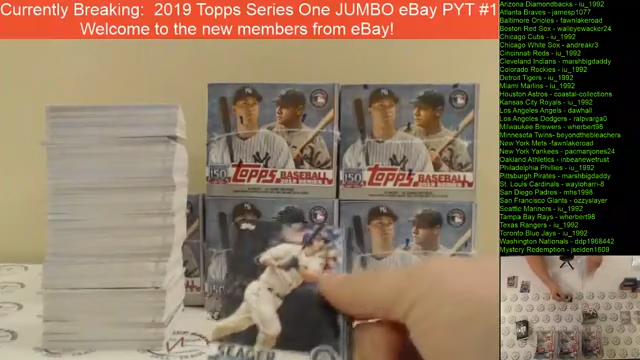 Currently Breaking: 2019 Topps Series One JUMBO eBay PYT #1
Welcome to the new members from eBay!
Arizona Diamondbacks - iu_1992
Atlanta Braves - jamesp1077
Baltimore Orioles - fawnlakeroad
Boston Red Sox - walleywacker24
Chicago Cubs - iu_1992
Chicago White Sox - andreakr3
Cincinnati Reds - iu_1992
Cleveland Indians - marshbigdaddy
Colorado Rockies - iu_1992
Detroit Tigers - iu_1992
Miami Marlins - iu_1992
Houston Astros - coastal-collections
Kansas City Royals - iu_1992
Los Angeles Angels - dawhall
Los Angeles Dodgers - ralpvarga0
Milwaukee Brewers - wherbert98
Minnesota Twins- beyondthebleachers
New York Mets -fawnlakeroad
New York Yankees - pacmanjones24
Oakland Athletics - inbeanewetrust
Philadelphia Phillies - iu_1992
Pittsburgh Pirates - marshbigdaddy
St. Louis Cardinals - wayloharri-8
San Diego Padres - mhs1998
San Francisco Giants - ozzyslayer
Seattle Mariners - iu_1992
Tampa Bay Rays - wherbert98
Texas Rangers - iu_1992
Toronto Blue Jays - iu_1992
Washington Nationals - ddp1968442
Mystery Redemption - jseiden1609
150
Topps BASEBALL
150
Topps BASEBALL
SEAGER